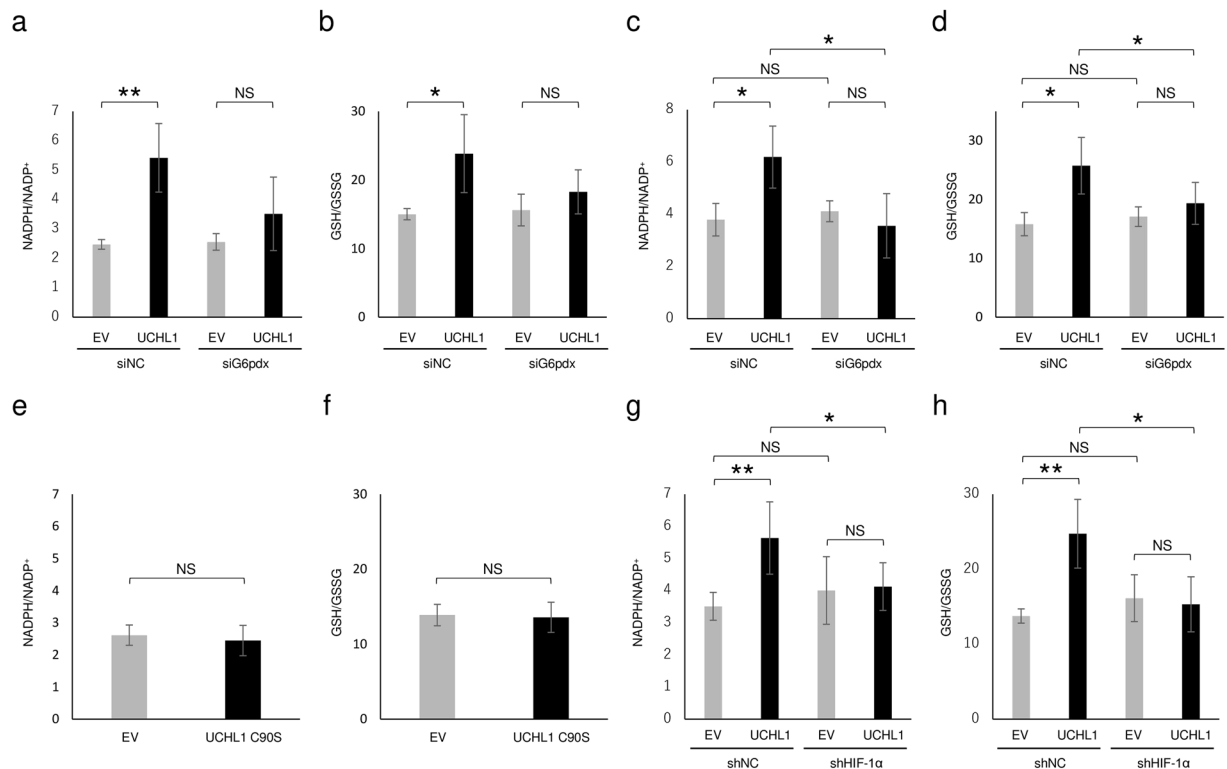 a
**
NS
NADPH/NADP⁺
7
6
5
4
3
2
1
0
EV UCHL1 EV UCHL1
siNC siG6pdx
b
*
NS
GSH/GSSG
30
20
10
0
EV UCHL1 EV UCHL1
siNC siG6pdx
c
*
NS
*
NS
NADPH/NADP⁺
8
6
4
2
0
EV UCHL1 EV UCHL1
siNC siG6pdx
d
*
NS
*
NS
GSH/GSSG
30
20
10
0
EV UCHL1 EV UCHL1
siNC siG6pdx
e
NS
NADPH/NADP⁺
7
6
5
4
3
2
1
0
EV UCHL1 C90S
f
NS
GSH/GSSG
30
20
10
0
EV UCHL1 C90S
g
*
NS
**
NS
NADPH/NADP⁺
7
6
5
4
3
2
1
0
EV UCHL1 EV UCHL1
shNC shHIF-1α
h
*
NS
**
NS
GSH/GSSG
30
20
10
0
EV UCHL1 EV UCHL1
shNC shHIF-1α